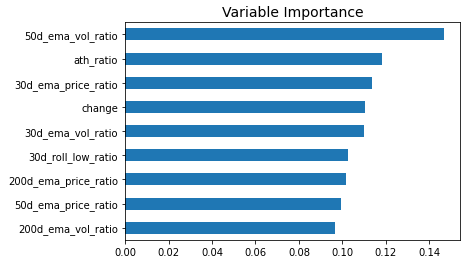 Variable Importance
50d_ema_vol_ratio
ath_ratio
30d_ema_price_ratio
change
30d_ema_vol_ratio
30d_roll_low_ratio
200d_ema_price_ratio
50d_ema_price_ratio
200d_ema_vol_ratio
0.00 0.02 0.04 0.06 0.08 0.10 0.12 0.14